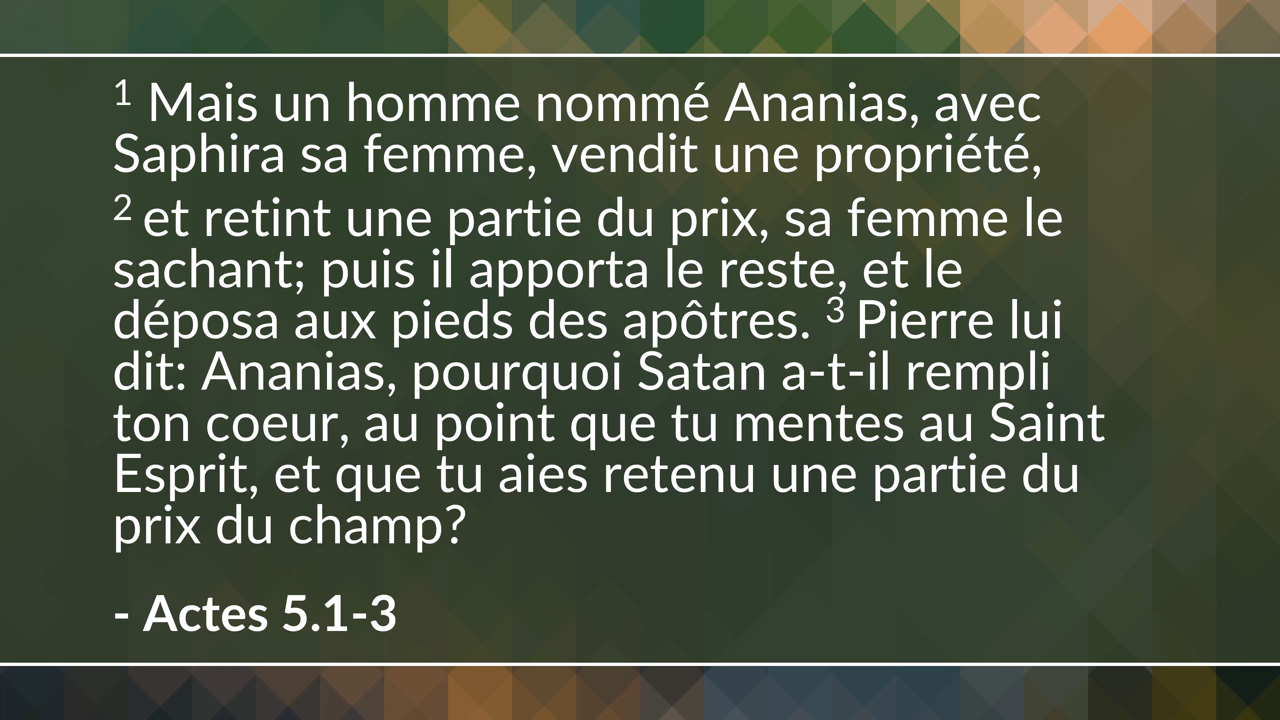 1 Mais un homme nommé Ananias, avec
Saphira sa femme, vendit une propriété,
2 et retint une partie du prix, sa femme le
sachant; puis il apporta le reste, et le
déposa aux pieds des apôtres. 3 Pierre lui
dit: Ananias, pourquoi Satan a-t-il rempli
ton coeur, au point que tu mentes au Saint
Esprit, et que tu aies retenu une partie du
prix du champ?
- Actes 5.1-3